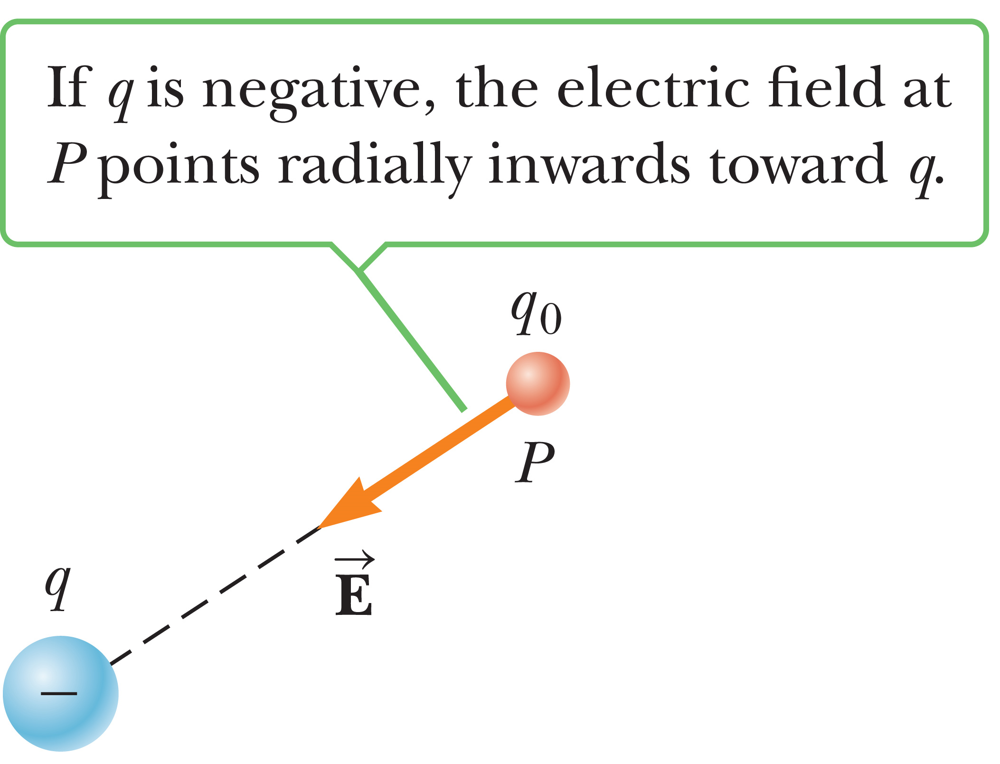 If q is negative, the electric field at
P points radially inwards toward q.
q₀
P
E⃗
q
−